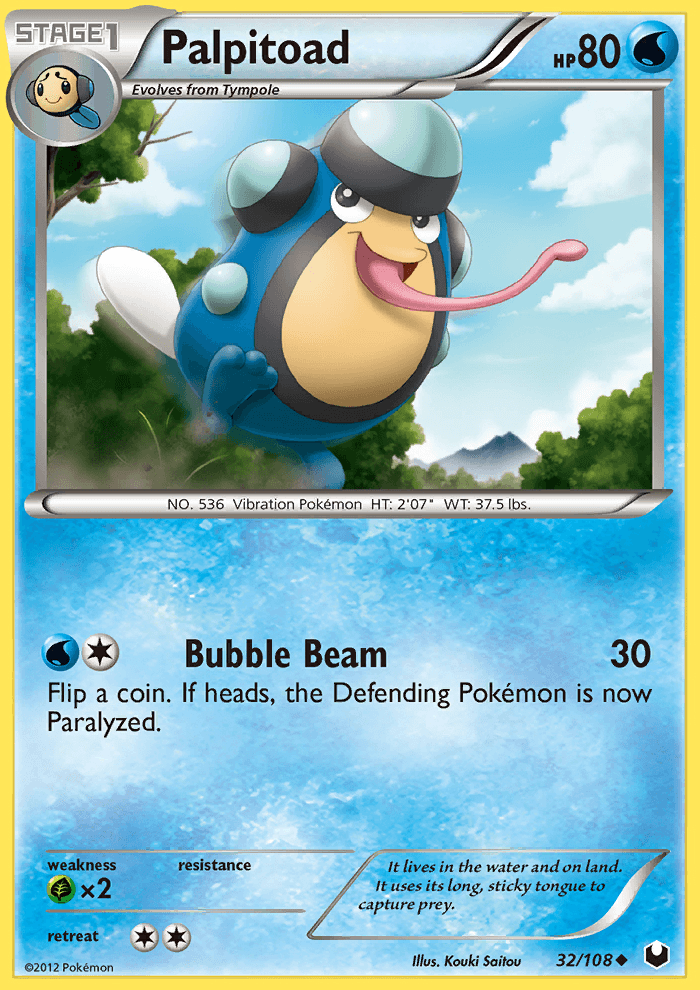 STAGE1
Palpitoad
HP80
Evolves from Tympole
NO. 536 Vibration Pokémon HT: 2'07" WT: 37.5 lbs.
Bubble Beam 30
Flip a coin. If heads, the Defending Pokémon is now
Paralyzed.
weakness resistance
×2
retreat
It lives in the water and on land.
It uses its long, sticky tongue to
capture prey.
Illus. Kouki Saitou 32/108
©2012 Pokémon